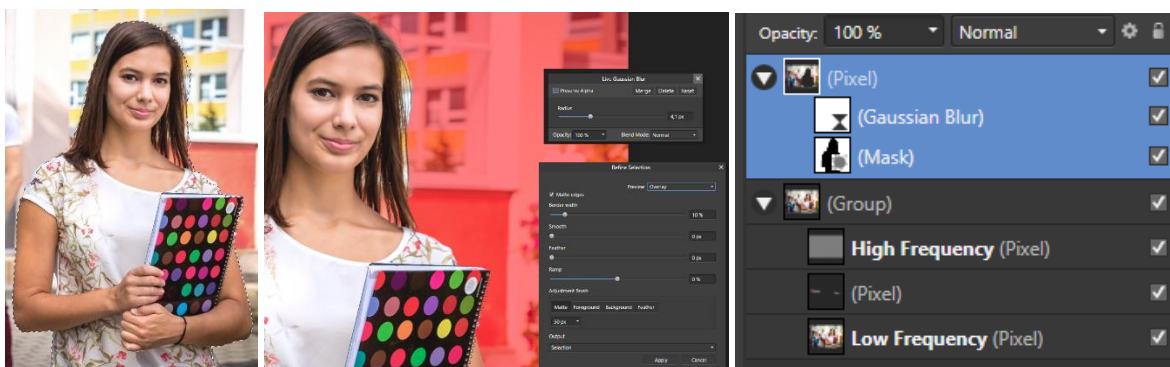 Live Gaussian Blur
Preserve Alpha Merge Delete Reset
Radius
4,1 px
Opacity: 100 % Blend Mode: Normal
Refine Selection
Preview Overlay
Matte edges
Border width
10 %
Smooth
0 px
Feather
0 px
Ramp
0 %
Adjustment Brush
Matte Foreground Background Feather
50 px
Output
Selection
Apply Cancel
Opacity: 100 % Normal
(Pixel)
(Gaussian Blur)
(Mask)
(Group)
High Frequency (Pixel)
(Pixel)
Low Frequency (Pixel)